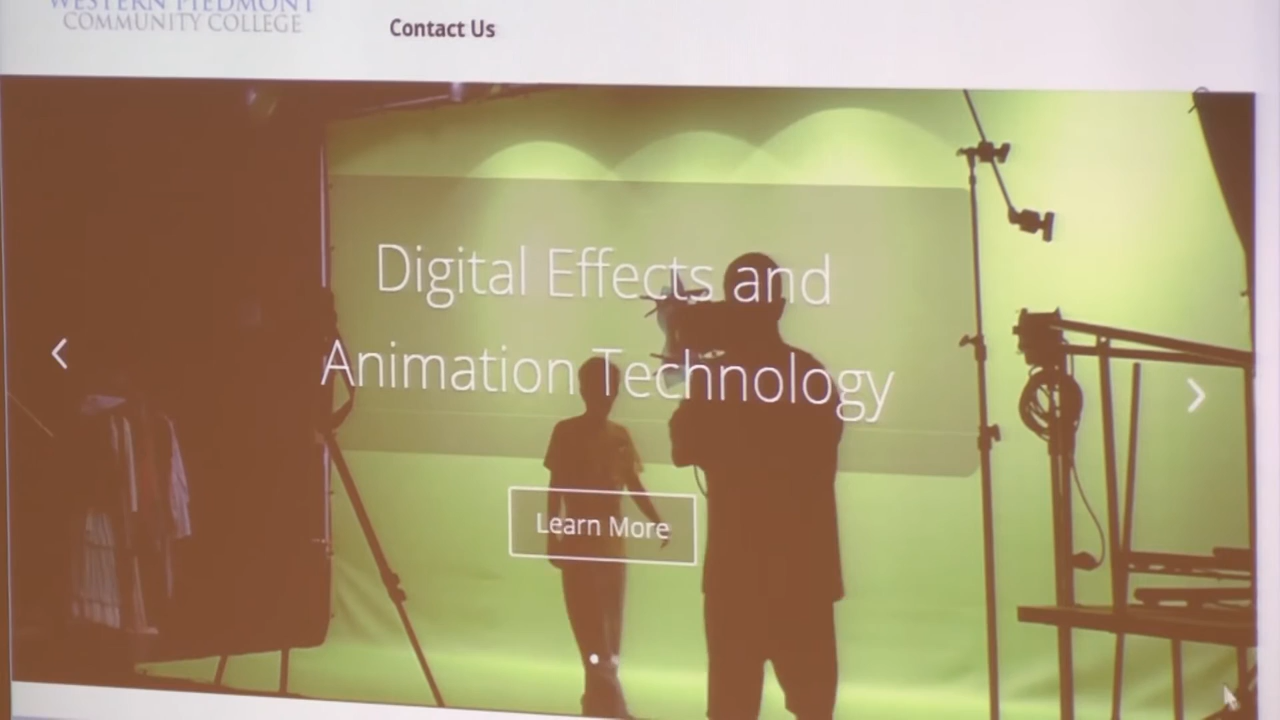 WESTERN PIEDMONT
COMMUNITY COLLEGE
Contact Us
Digital Effects and
Animation Technology
Learn More